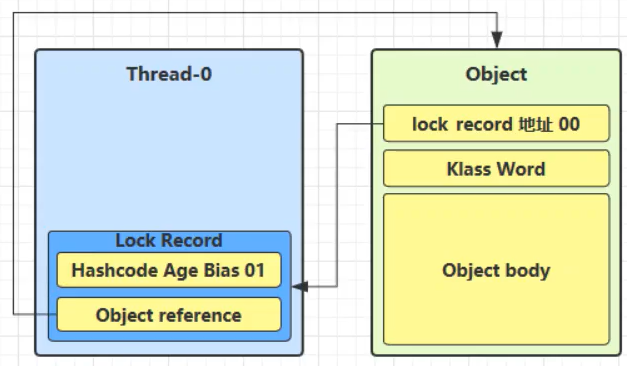 Thread-0
Lock Record
Hashcode Age Bias 01
Object reference
Object
lock record 地址 00
Klass Word
Object body